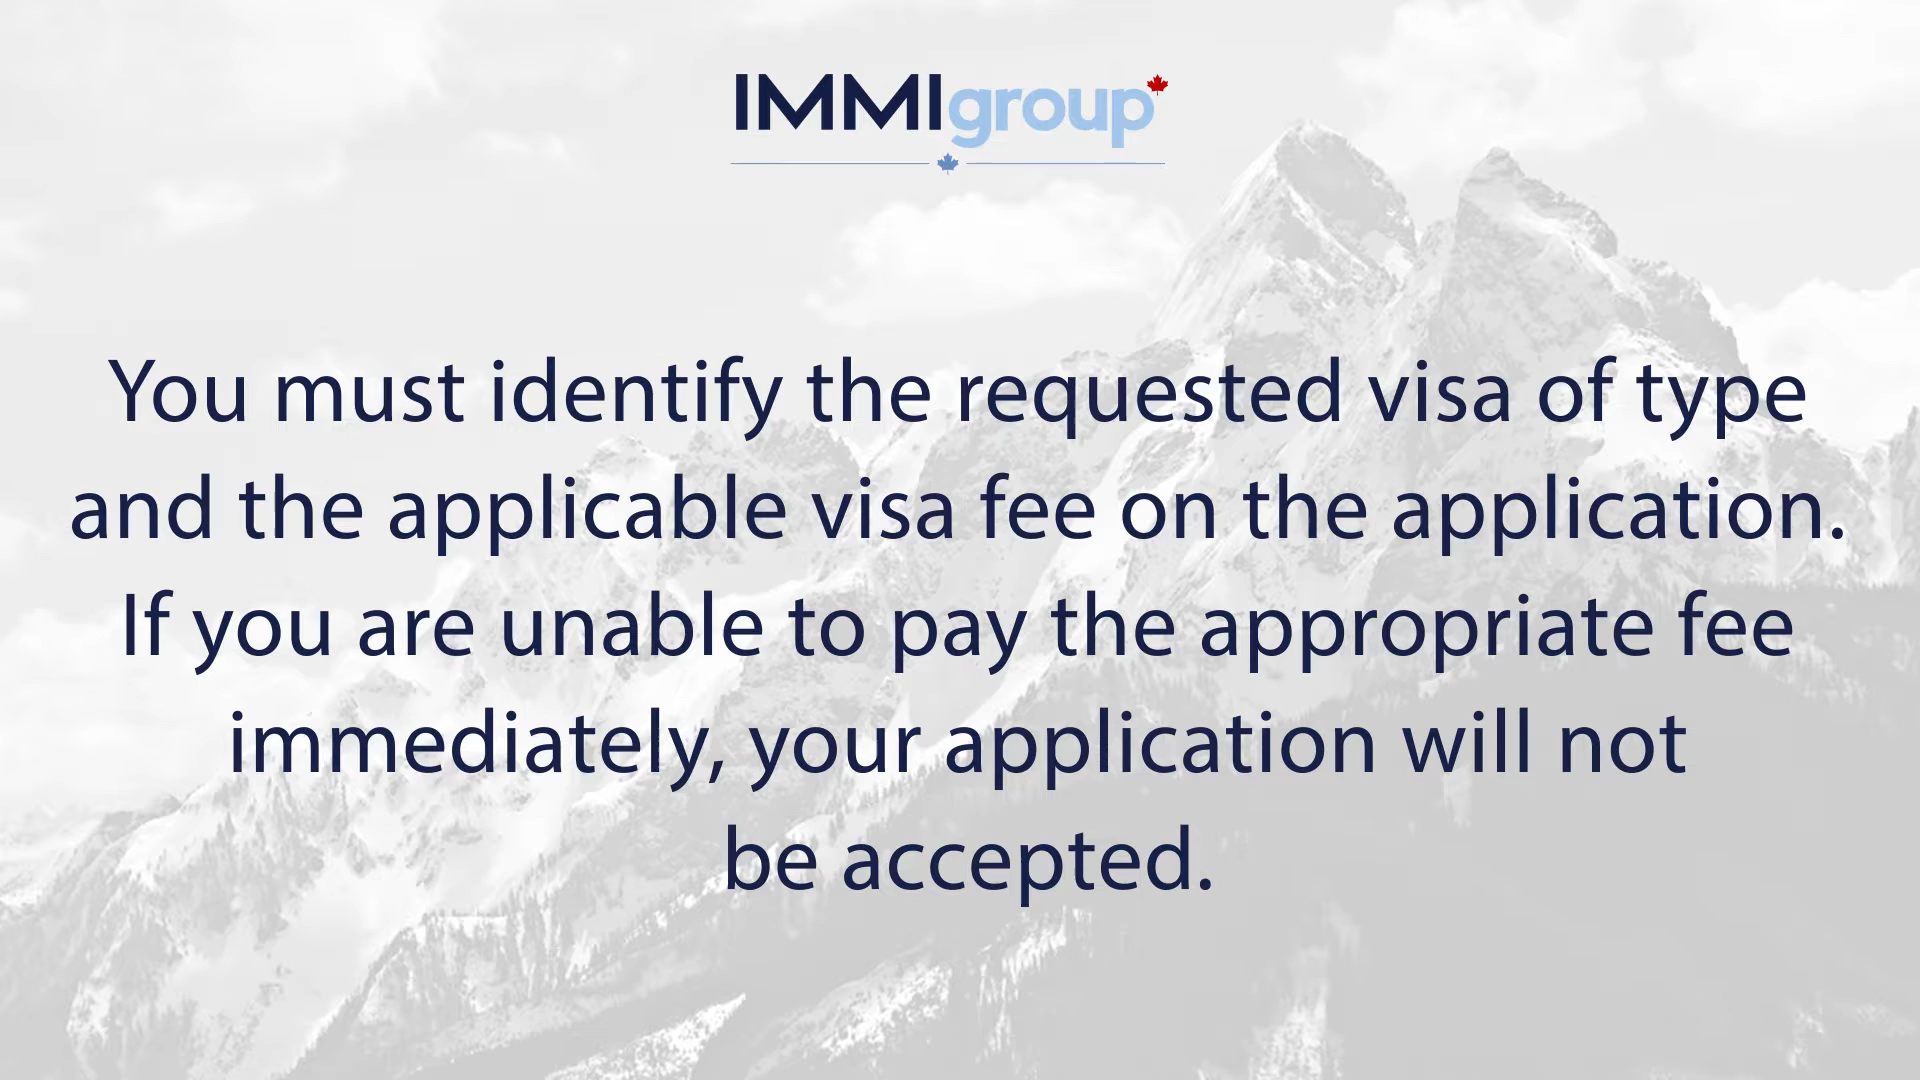 IMMIgroup
You must identify the requested visa of type
and the applicable visa fee on the application.
If you are unable to pay the appropriate fee
immediately, your application will not
be accepted.